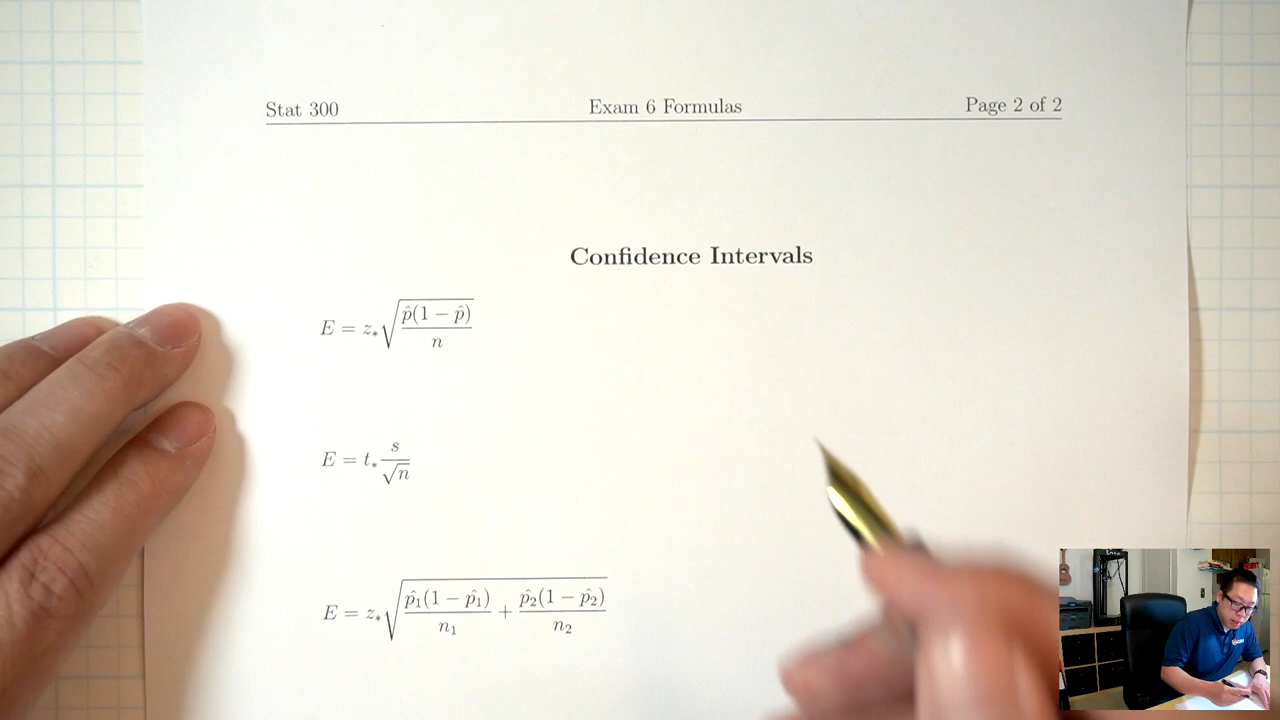 Stat 300 Exam 6 Formulas Page 2 of 2
Confidence Intervals
E = z_* √(p̂(1 − p̂)/n)
E = t_* s/√n
E = z_* √(p̂₁(1 − p̂₁)/n₁ + p̂₂(1 − p̂₂)/n₂)